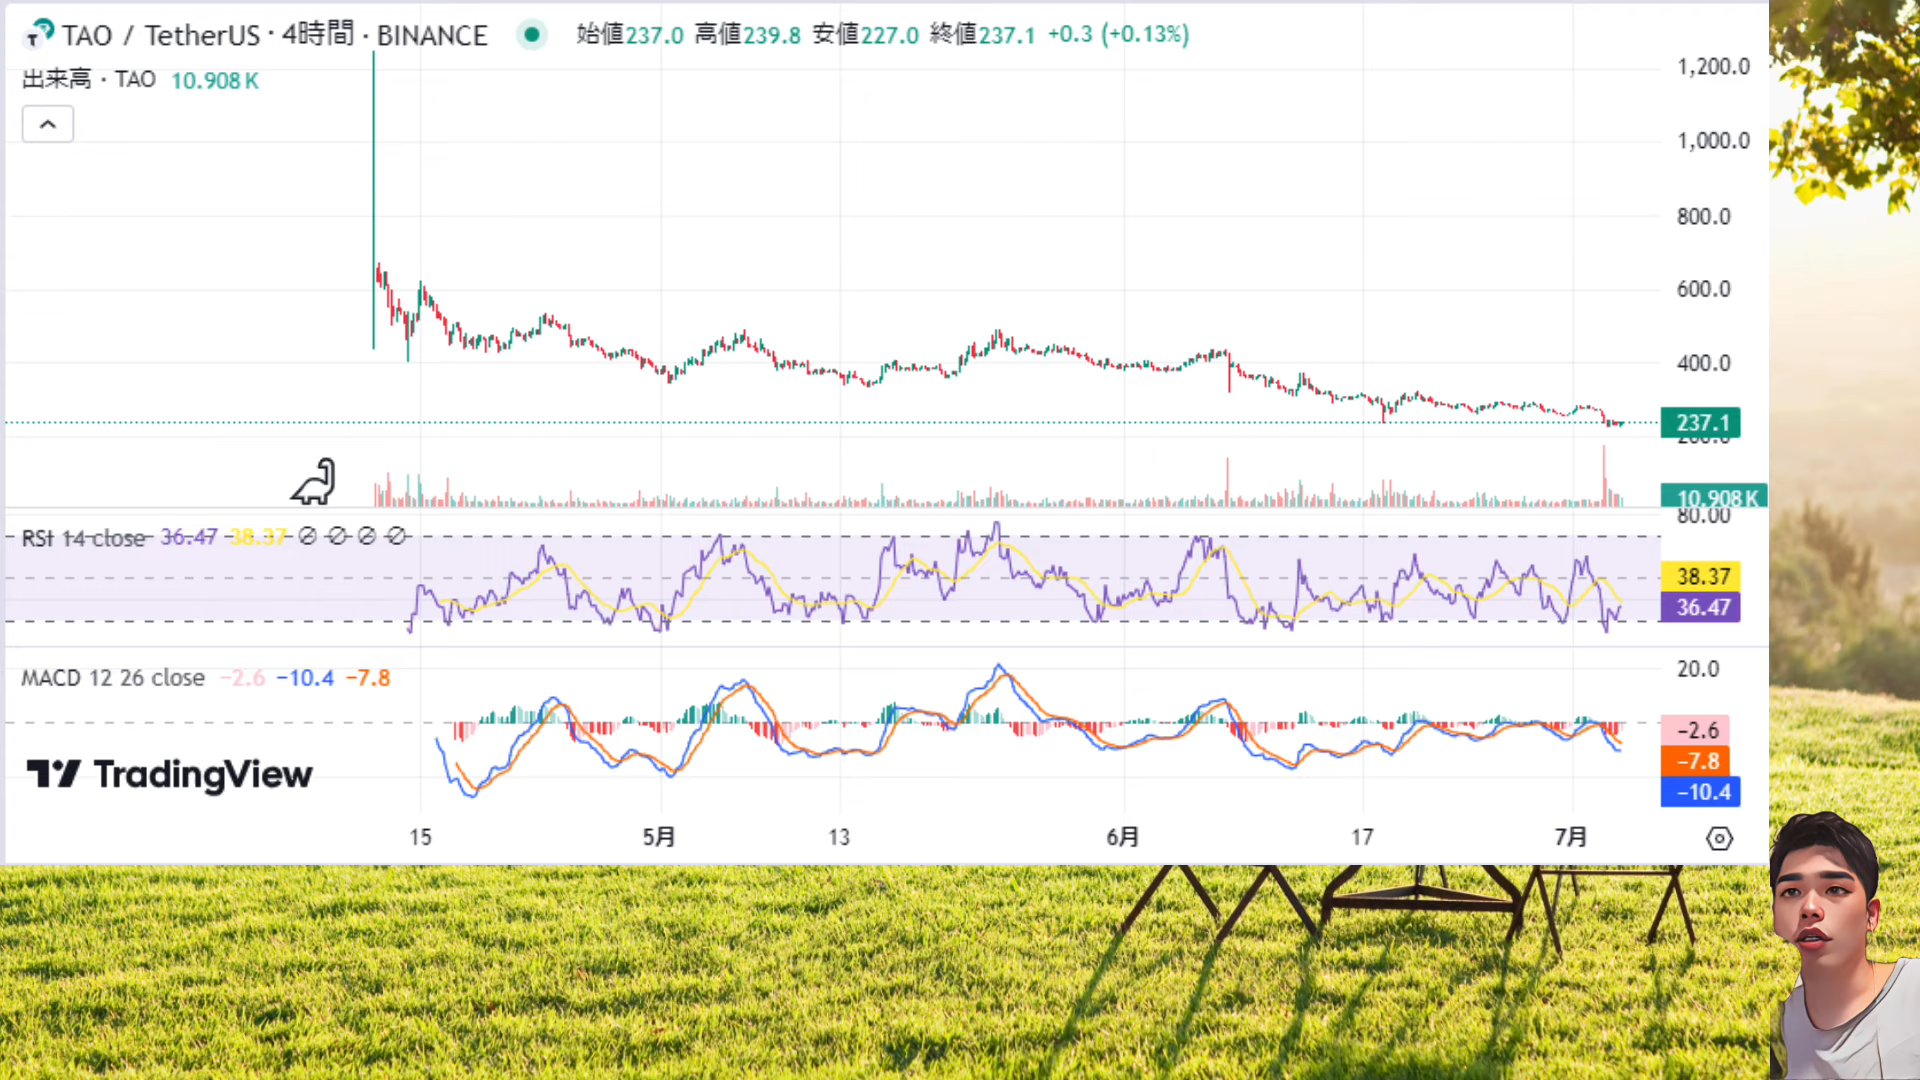 TAO / TetherUS · 4時間 · BINANCE 始値237.0 高値239.8 安値227.0 終値237.1 +0.3 (+0.13%)
出来高 · TAO 10.908 K
1,200.0
1,000.0
800.0
600.0
400.0
237.1
200.0
10.908 K
80.00
RSI 14 close 36.47 38.37 ∅ ∅ ∅ ∅
38.37
36.47
MACD 12 26 close −2.6 −10.4 −7.8
20.0
−2.6
−7.8
−10.4
TradingView
15 5月 13 6月 17 7月